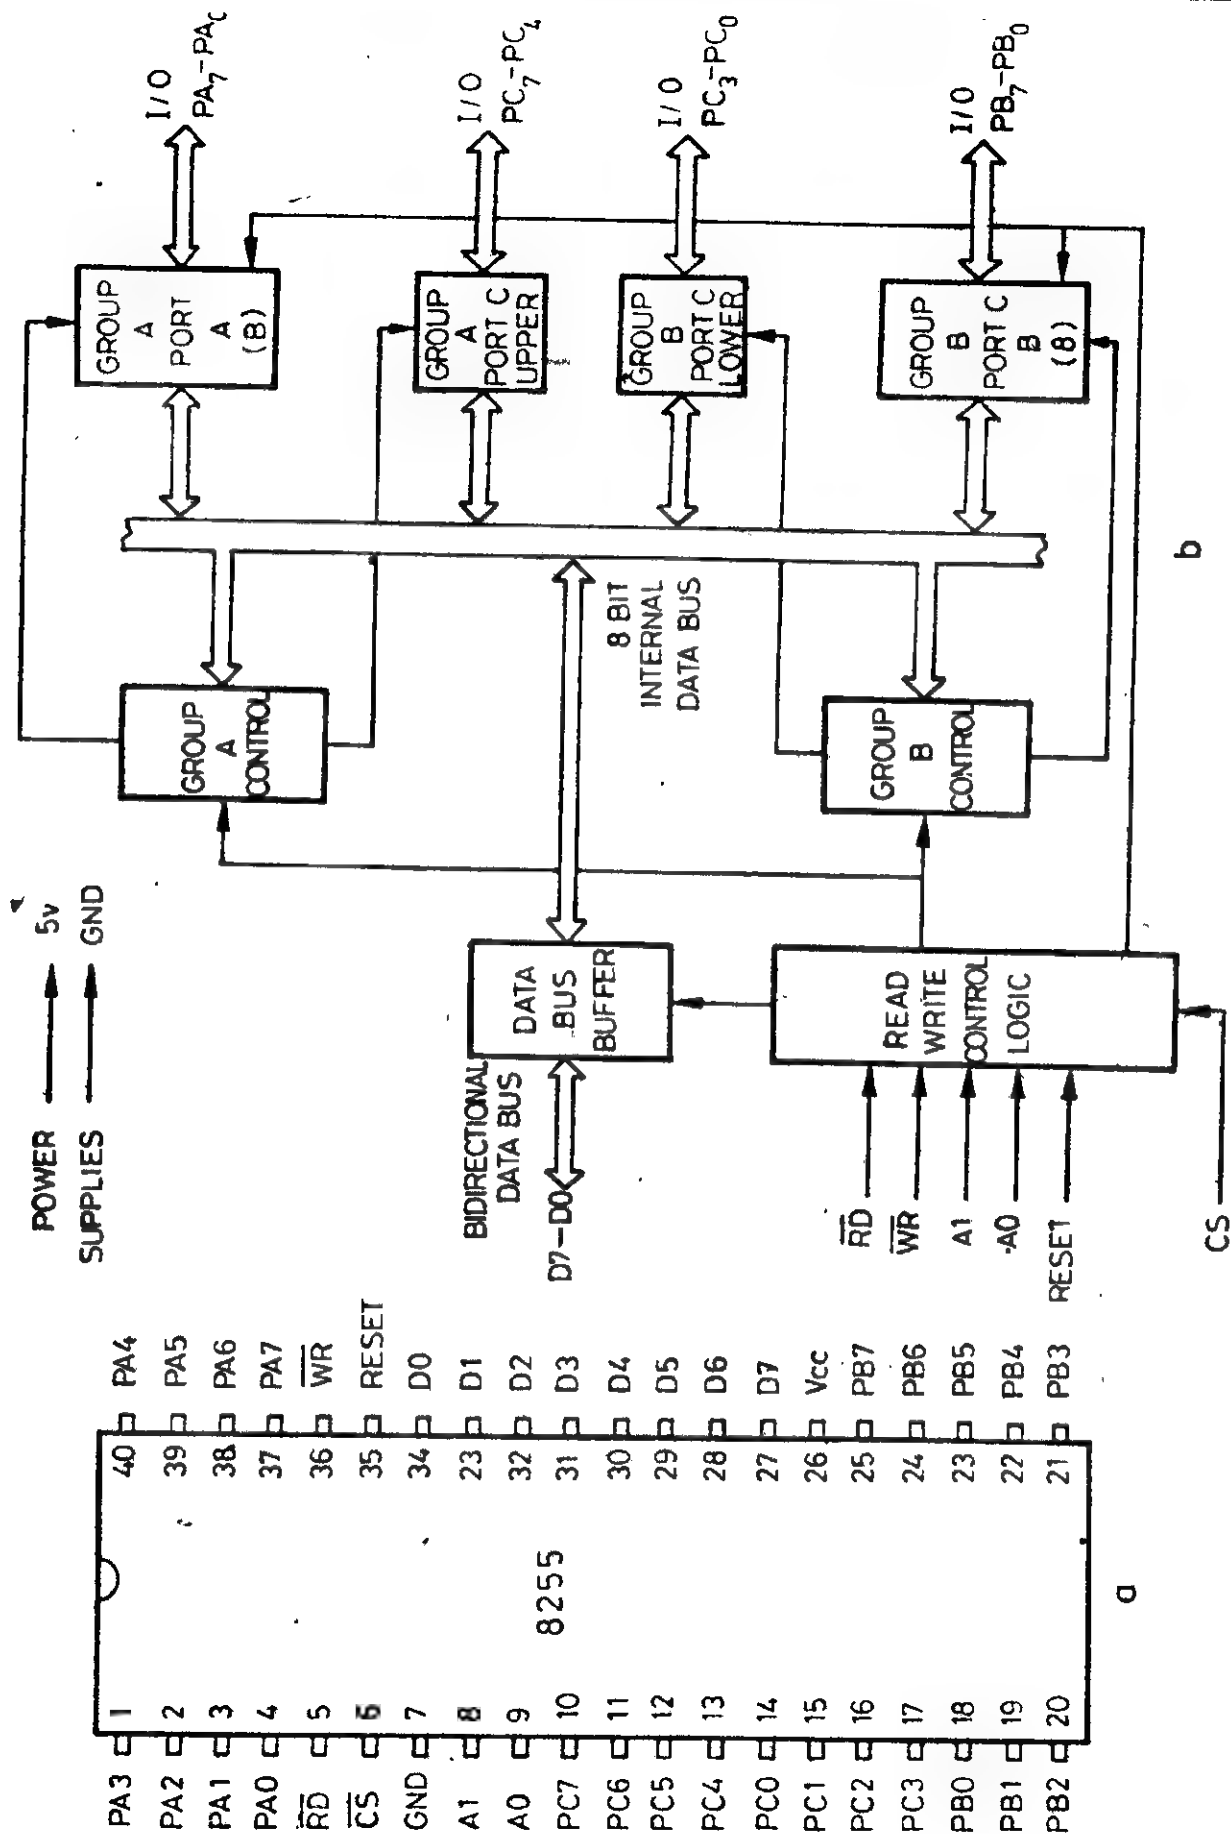 PA3 1
PA2 2
PA1 3
PA0 4
RD 5
CS 6
GND 7
A1 8
A0 9
PC7 10
PC6 11
PC5 12
PC4 13
PC0 14
PC1 15
PC2 16
PC3 17
PB0 18
PB1 19
PB2 20
8255
40 PA4
39 PA5
38 PA6
37 PA7
36 WR
35 RESET
34 D0
23 D1
32 D2
31 D3
30 D4
29 D5
28 D6
27 D7
26 Vcc
25 PB7
24 PB6
23 PB5
22 PB4
21 PB3
a
POWER 5v
SUPPLIES GND
BIDIRECTIONAL
DATA BUS
D7-D0
DATA
BUS
BUFFER
RD
WR
A1
A0
RESET
CS
READ
WRITE
CONTROL
LOGIC
GROUP
A
CONTROL
GROUP
B
CONTROL
8 BIT
INTERNAL
DATA BUS
GROUP
A
PORT
A
(8)
I/O
PA7-PA0
GROUP
A
PORT C
UPPER
I/O
PC7-PC4
GROUP
B
PORT C
LOWER
I/O
PC3-PC0
GROUP
B
PORT C
B
(8)
I/O
PB7-PB0
b